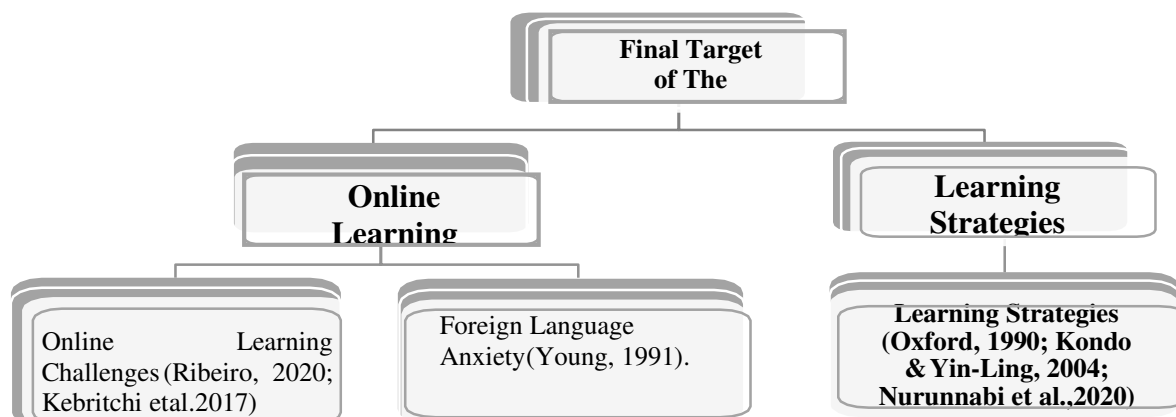 Final Target
of The
Online
Learning
Learning
Strategies
Online Learning
Challenges (Ribeiro, 2020;
Kebritchi etal.2017)
Foreign Language
Anxiety(Young, 1991).
Learning Strategies
(Oxford, 1990; Kondo
& Yin-Ling, 2004;
Nurunnabi et al.,2020)